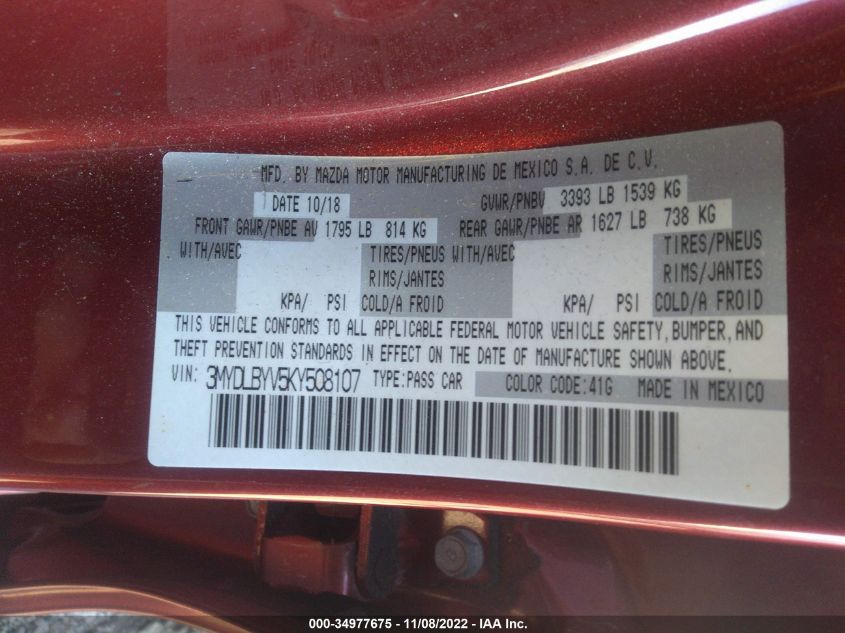 MFD. BY MAZDA MOTOR MANUFACTURING DE MEXICO S.A. DE C.V.
DATE 10/18 GVWR/PNBV 3393 LB 1539 KG
FRONT GAWR/PNBE AV 1795 LB 814 KG REAR GAWR/PNBE AR 1627 LB 738 KG
WITH/AVEC TIRES/PNEUS WITH/AVEC TIRES/PNEUS
RIMS/JANTES RIMS/JANTES
KPA/ PSI COLD/A FROID KPA/ PSI COLD/A FROID
THIS VEHICLE CONFORMS TO ALL APPLICABLE FEDERAL MOTOR VEHICLE SAFETY, BUMPER, AND
THEFT PREVENTION STANDARDS IN EFFECT ON THE DATE OF MANUFACTURE SHOWN ABOVE.
VIN: 3MYDLBYV5KY508107 TYPE:PASS CAR COLOR CODE:41G MADE IN MEXICO
000-34977675 - 11/08/2022 - IAA Inc.